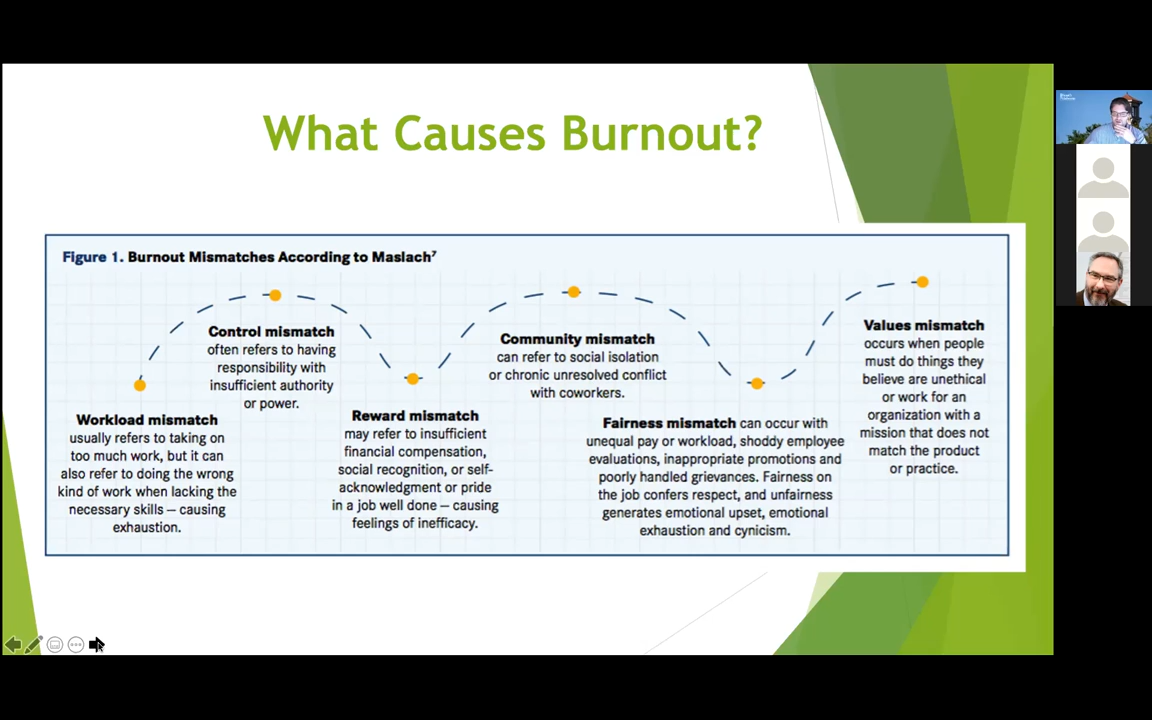 What Causes Burnout?
Figure 1. Burnout Mismatches According to Maslach7
Workload mismatch
usually refers to taking on
too much work, but it can
also refer to doing the wrong
kind of work when lacking the
necessary skills – causing
exhaustion.
Control mismatch
often refers to having
responsibility with
insufficient authority
or power.
Reward mismatch
may refer to insufficient
financial compensation,
social recognition, or self-
acknowledgment or pride
in a job well done – causing
feelings of inefficacy.
Community mismatch
can refer to social isolation
or chronic unresolved conflict
with coworkers.
Fairness mismatch can occur with
unequal pay or workload, shoddy employee
evaluations, inappropriate promotions and
poorly handled grievances. Fairness on
the job confers respect, and unfairness
generates emotional upset, emotional
exhaustion and cynicism.
Values mismatch
occurs when people
must do things they
believe are unethical
or work for an
organization with a
mission that does not
match the product
or practice.